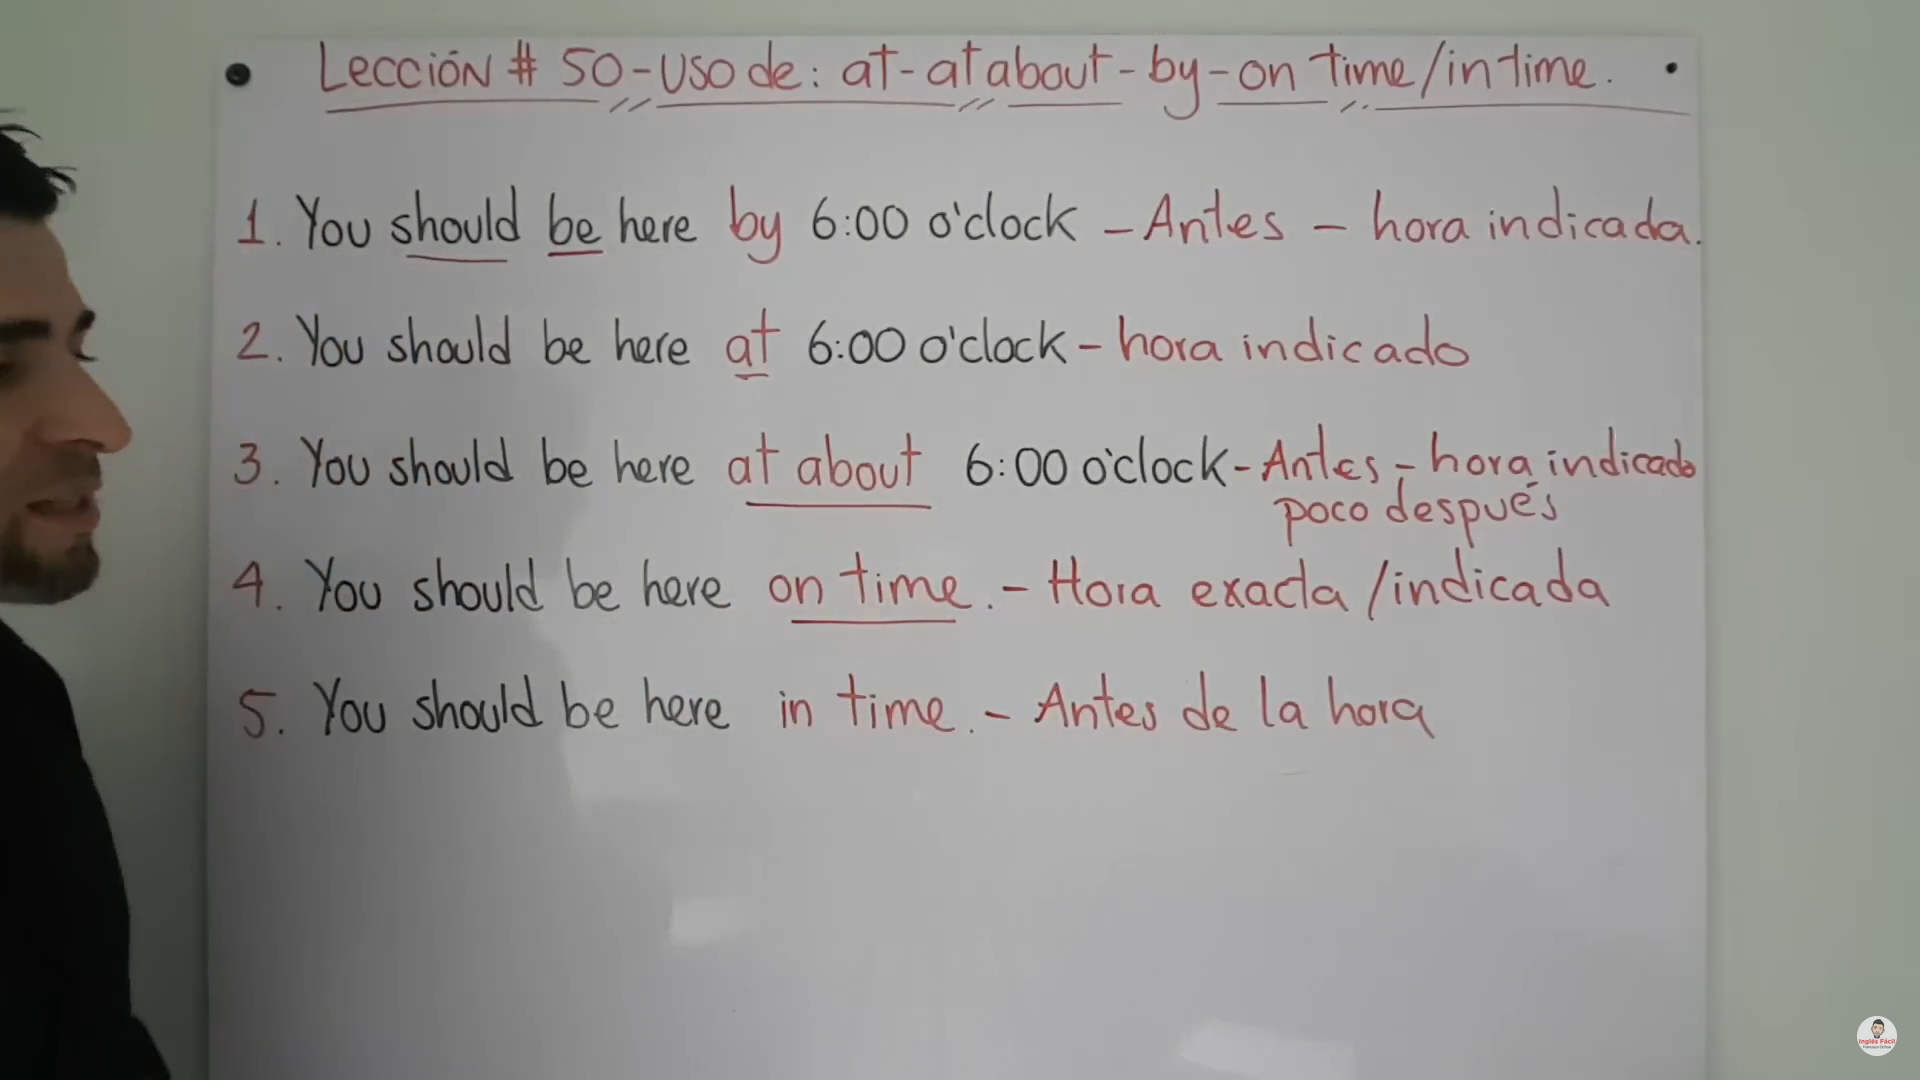 Lección # 50-uso de: at-at about-by-on time/in time.
1. You should be here by 6:00 o'clock - Antes - hora indicada.
2. You should be here at 6:00 o'clock - hora indicado
3. You should be here at about 6:00 o'clock - Antes - hora indicado
poco después
4. You should be here on time. - Hora exacta / indicada
5. You should be here in time. - Antes de la hora
Inglés Fácil